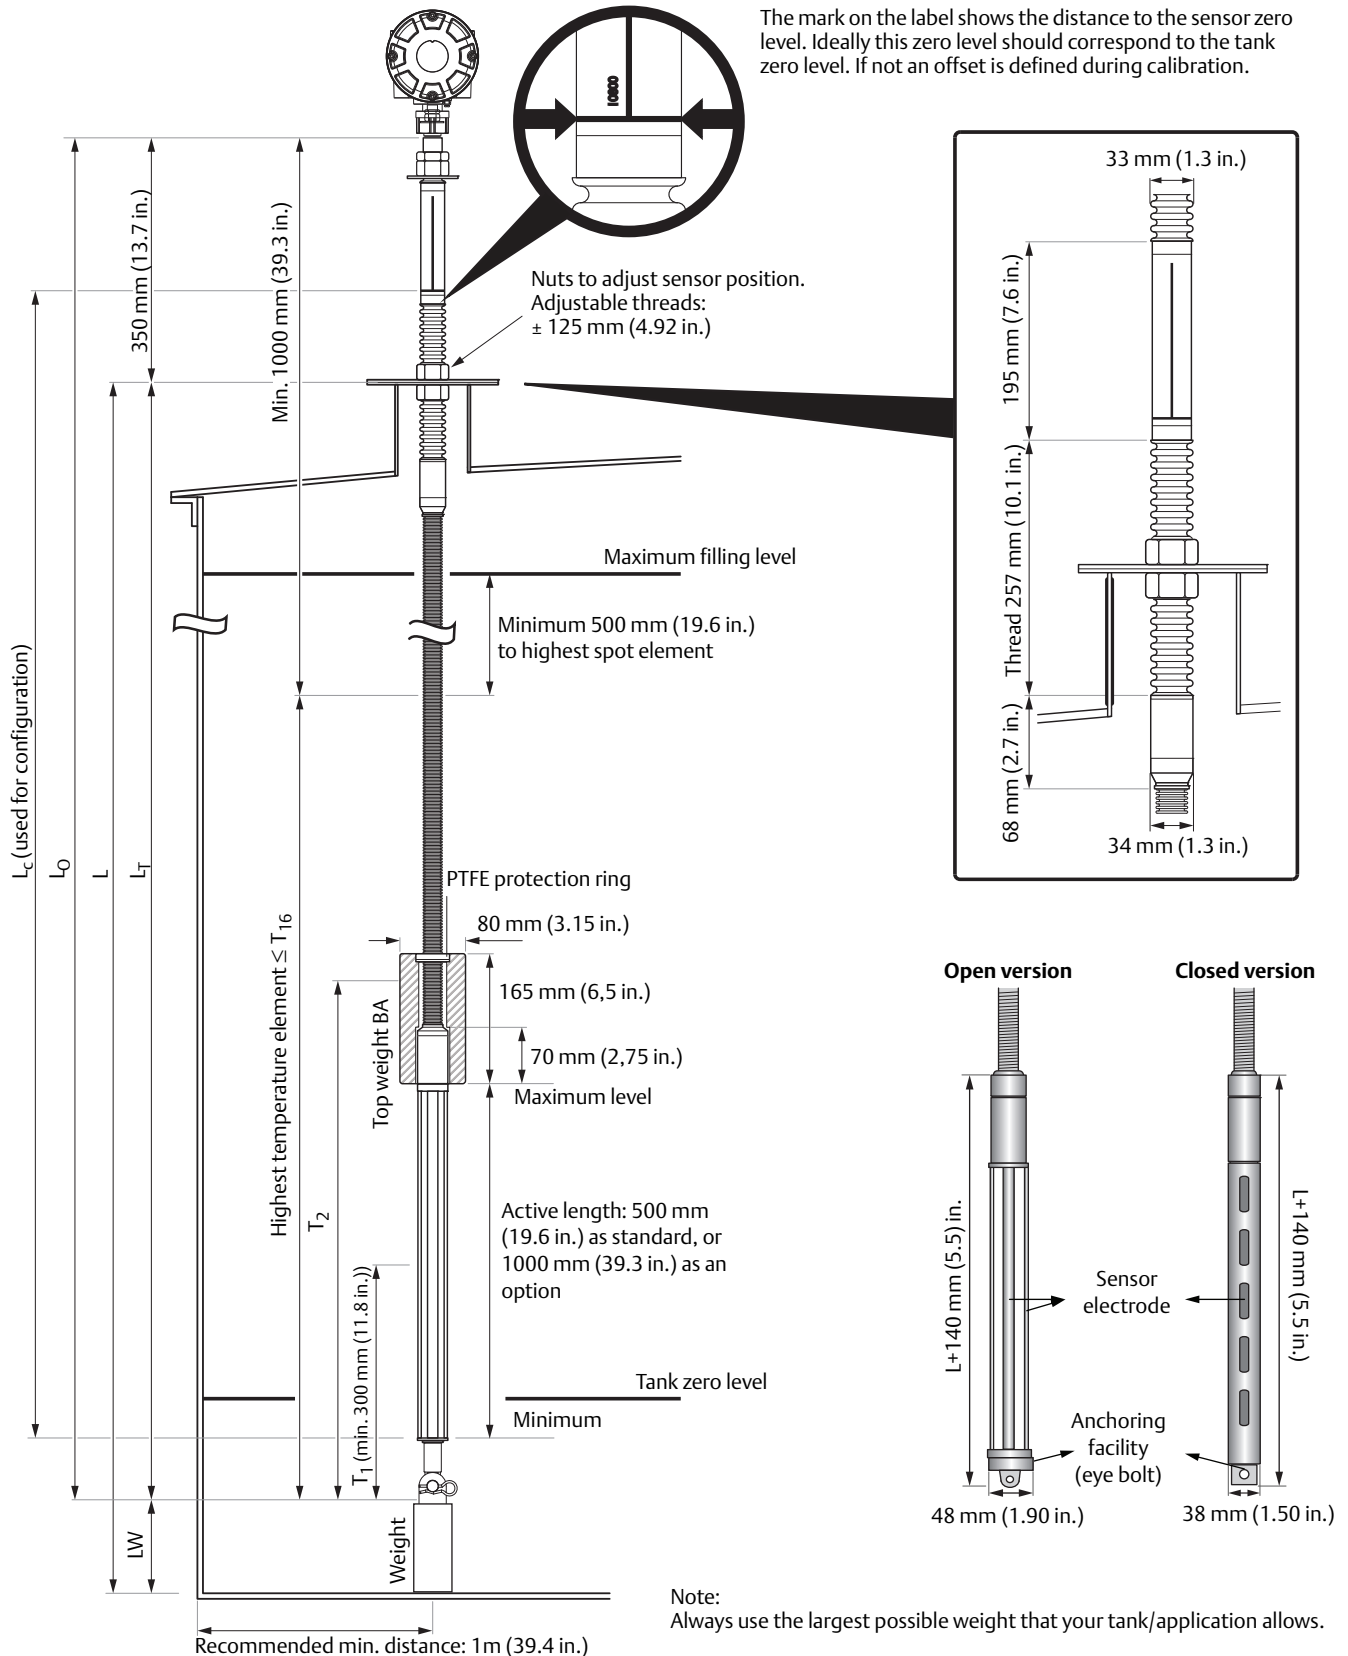 The mark on the label shows the distance to the sensor zero
level. Ideally this zero level should correspond to the tank
zero level. If not an offset is defined during calibration.
10800
33 mm (1.3 in.)
350 mm (13.7 in.)
Min. 1000 mm (39.3 in.)
Nuts to adjust sensor position.
Adjustable threads:
± 125 mm (4.92 in.)
195 mm (7.6 in.)
Thread 257 mm (10.1 in.)
68 mm (2.7 in.)
34 mm (1.3 in.)
Maximum filling level
Minimum 500 mm (19.6 in.)
to highest spot element
LC (used for configuration)
LO
L
LT
Highest temperature element ≤ T16
PTFE protection ring
80 mm (3.15 in.)
165 mm (6,5 in.)
Top weight BA
70 mm (2,75 in.)
Maximum level
T2
T1 (min. 300 mm (11.8 in.))
Active length: 500 mm
(19.6 in.) as standard, or
1000 mm (39.3 in.) as an
option
Tank zero level
Minimum
LW
Weight
Recommended min. distance: 1m (39.4 in.)
Open version
Closed version
L+140 mm (5.5) in.
L+140 mm (5.5 in.)
Sensor
electrode
Anchoring
facility
(eye bolt)
48 mm (1.90 in.)
38 mm (1.50 in.)
Note:
Always use the largest possible weight that your tank/application allows.